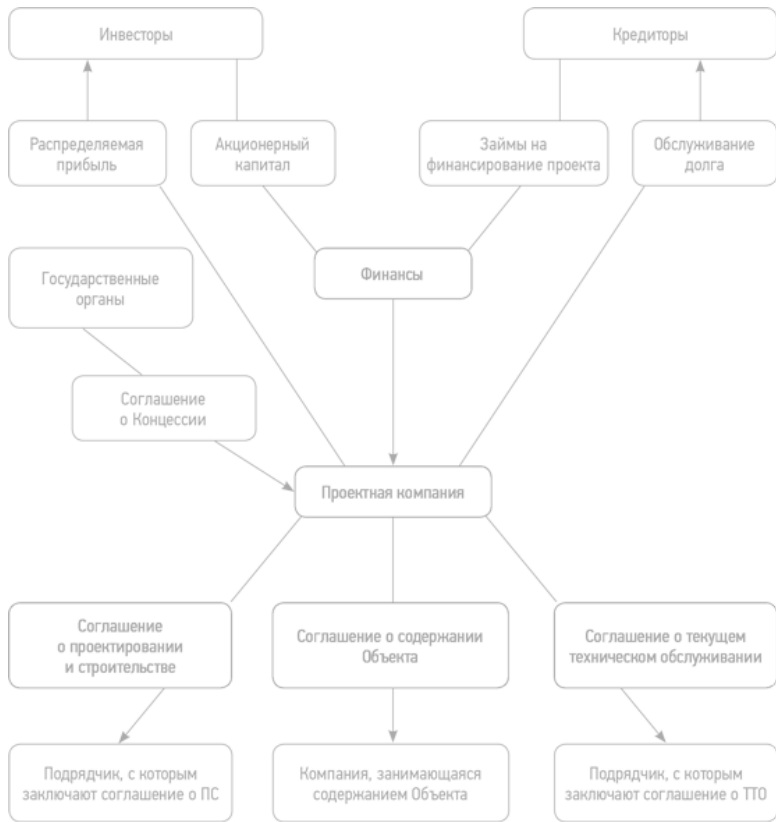 Инвесторы
Кредиторы
Распределяемая
прибыль
Акционерный
капитал
Займы на
финансирование проекта
Обслуживание
долга
Государственные
органы
Финансы
Соглашение
о Концессии
Проектная компания
Соглашение
о проектировании
и строительстве
Соглашение о содержании
Объекта
Соглашение о текущем
техническом обслуживании
Подрядчик, с которым
заключают соглашение о ПС
Компания, занимающаяся
содержанием Объекта
Подрядчик, с которым
заключают соглашение о ТТО